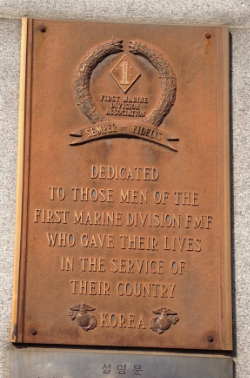 1
FIRST MARINE
DIVISION
ASSOCIATION
SEMPER FIDELIS
DEDICATED
TO THOSE MEN OF THE
FIRST MARINE DIVISION FMF
WHO GAVE THEIR LIVES
IN THE SERVICE OF
THEIR COUNTRY
KOREA
설명문